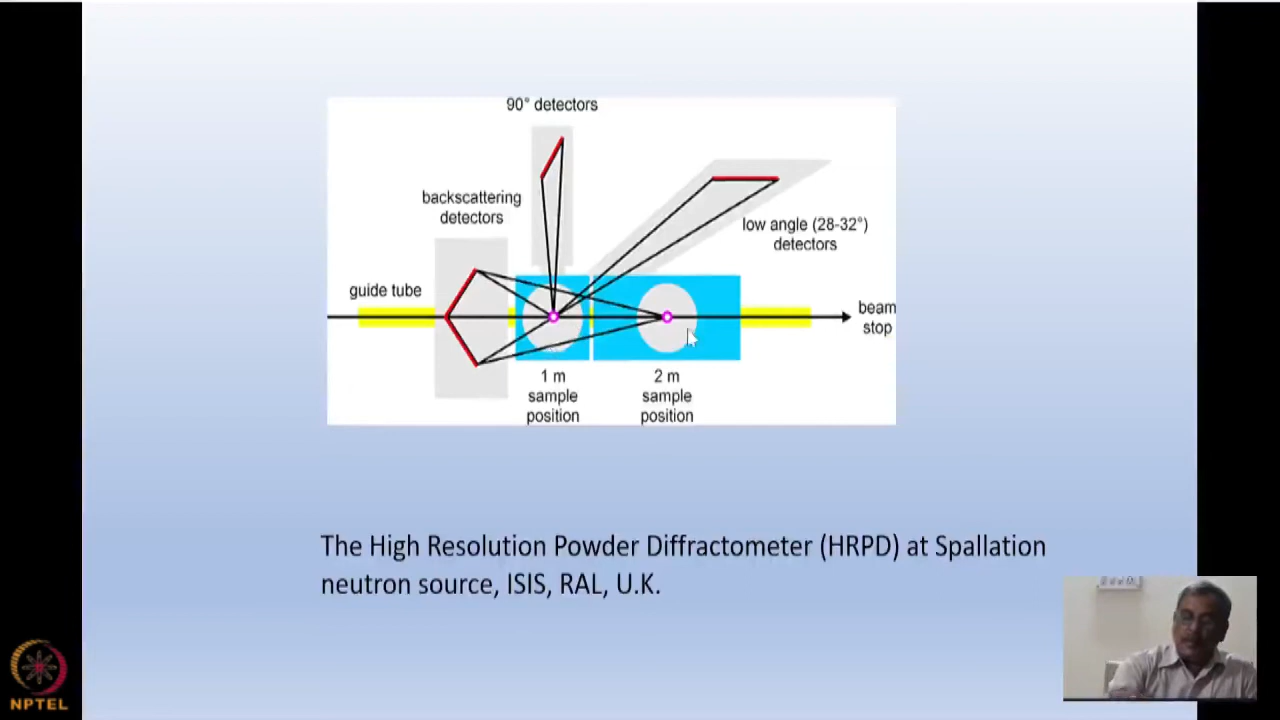 90° detectors
backscattering
detectors
low angle (28-32°)
detectors
guide tube
beam
stop
1 m
sample
position
2 m
sample
position
The High Resolution Powder Diffractometer (HRPD) at Spallation
neutron source, ISIS, RAL, U.K.
NPTEL